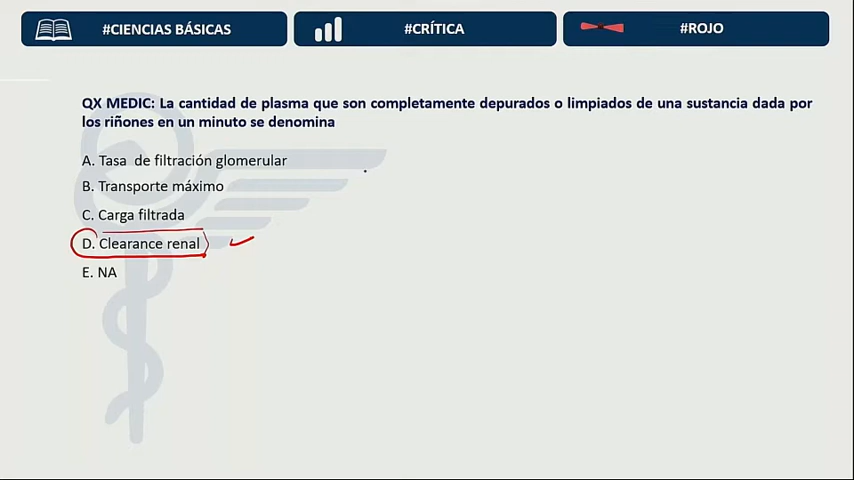 #CIENCIAS BÁSICAS
#CRÍTICA
#ROJO
QX MEDIC: La cantidad de plasma que son completamente depurados o limpiados de una sustancia dada por
los riñones en un minuto se denomina
A. Tasa de filtración glomerular
B. Transporte máximo
C. Carga filtrada
D. Clearance renal
E. NA